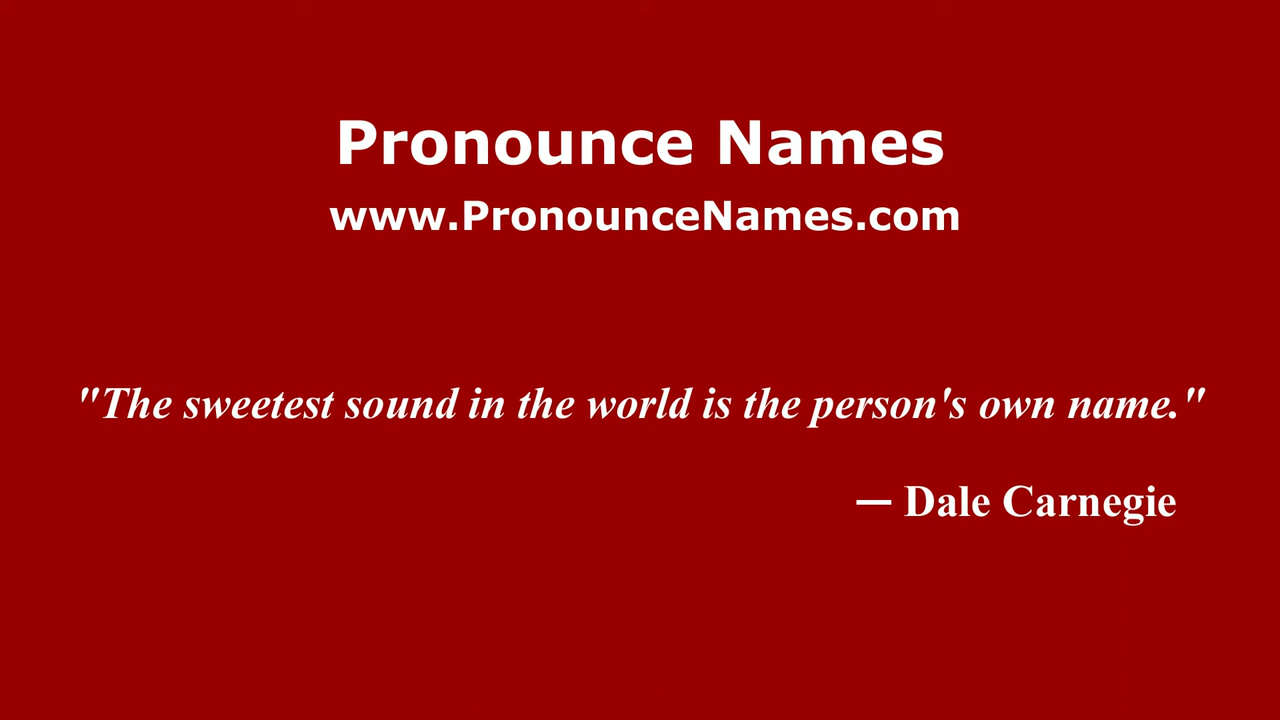 Pronounce Names
www.PronounceNames.com
"The sweetest sound in the world is the person's own name."
— Dale Carnegie